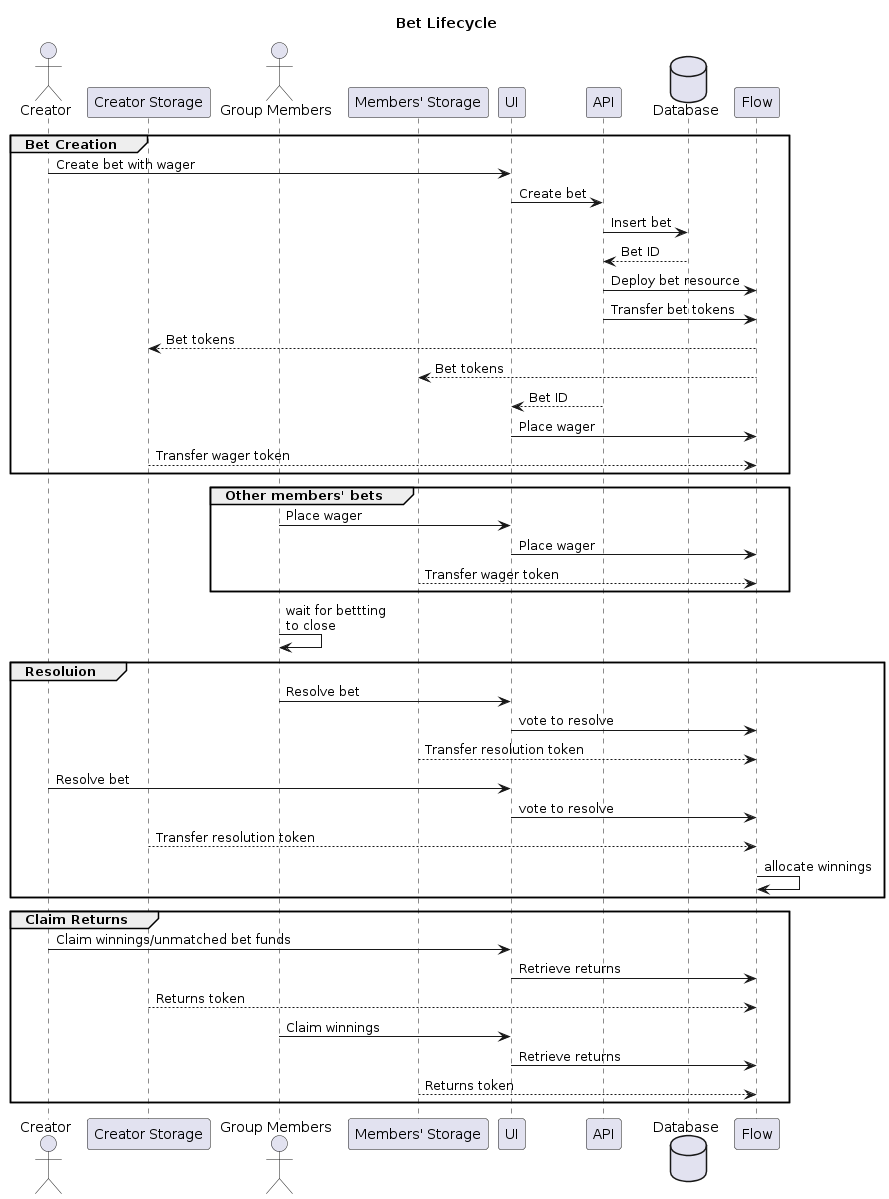 Bet Lifecycle
Creator
Creator Storage
Group Members
Members' Storage
UI
API
Database
Flow
Bet Creation
Create bet with wager
Create bet
Insert bet
Bet ID
Deploy bet resource
Transfer bet tokens
Bet tokens
Bet tokens
Bet ID
Place wager
Transfer wager token
Other members' bets
Place wager
Place wager
Transfer wager token
wait for bettting
to close
Resoluion
Resolve bet
vote to resolve
Transfer resolution token
Resolve bet
vote to resolve
Transfer resolution token
allocate winnings
Claim Returns
Claim winnings/unmatched bet funds
Retrieve returns
Returns token
Claim winnings
Retrieve returns
Returns token
Creator
Creator Storage
Group Members
Members' Storage
UI
API
Database
Flow